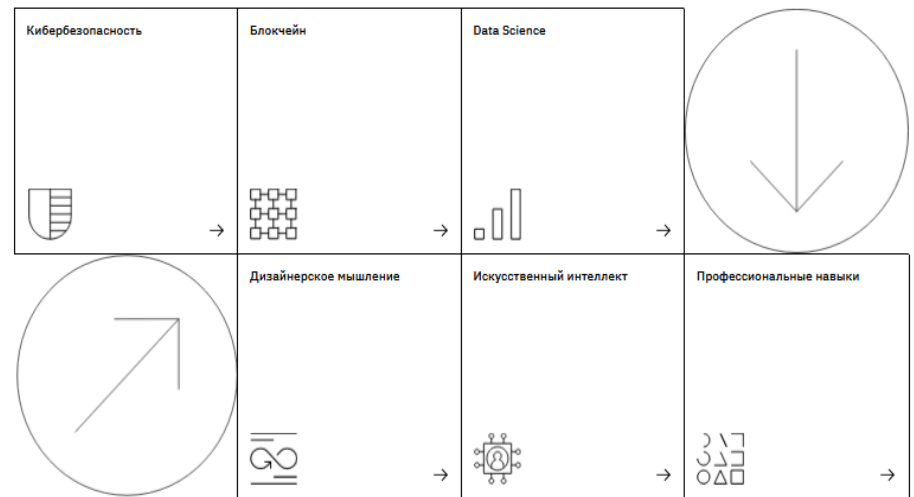 Кибербезопасность
Блокчейн
Data Science
Дизайнерское мышление
Искусственный интеллект
Профессиональные навыки